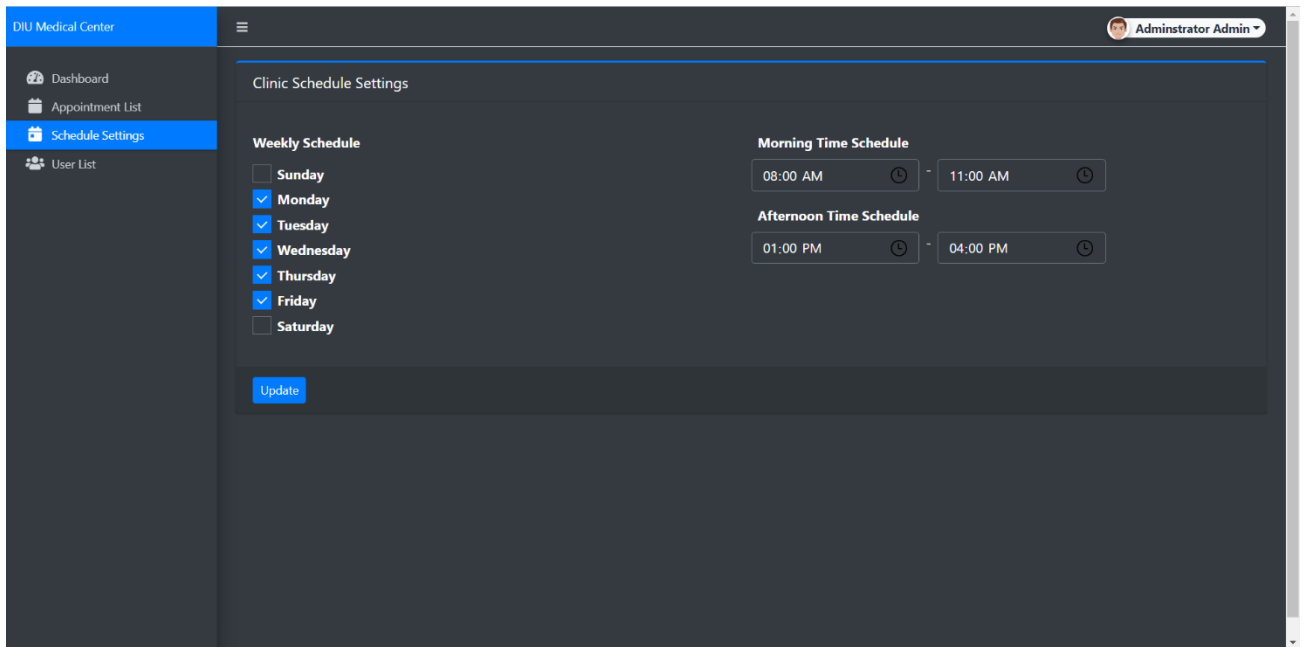 DIU Medical Center
Adminstrator Admin
Dashboard
Appointment List
Schedule Settings
User List
Clinic Schedule Settings
Weekly Schedule
Sunday
Monday
Tuesday
Wednesday
Thursday
Friday
Saturday
Morning Time Schedule
08:00 AM - 11:00 AM
Afternoon Time Schedule
01:00 PM - 04:00 PM
Update